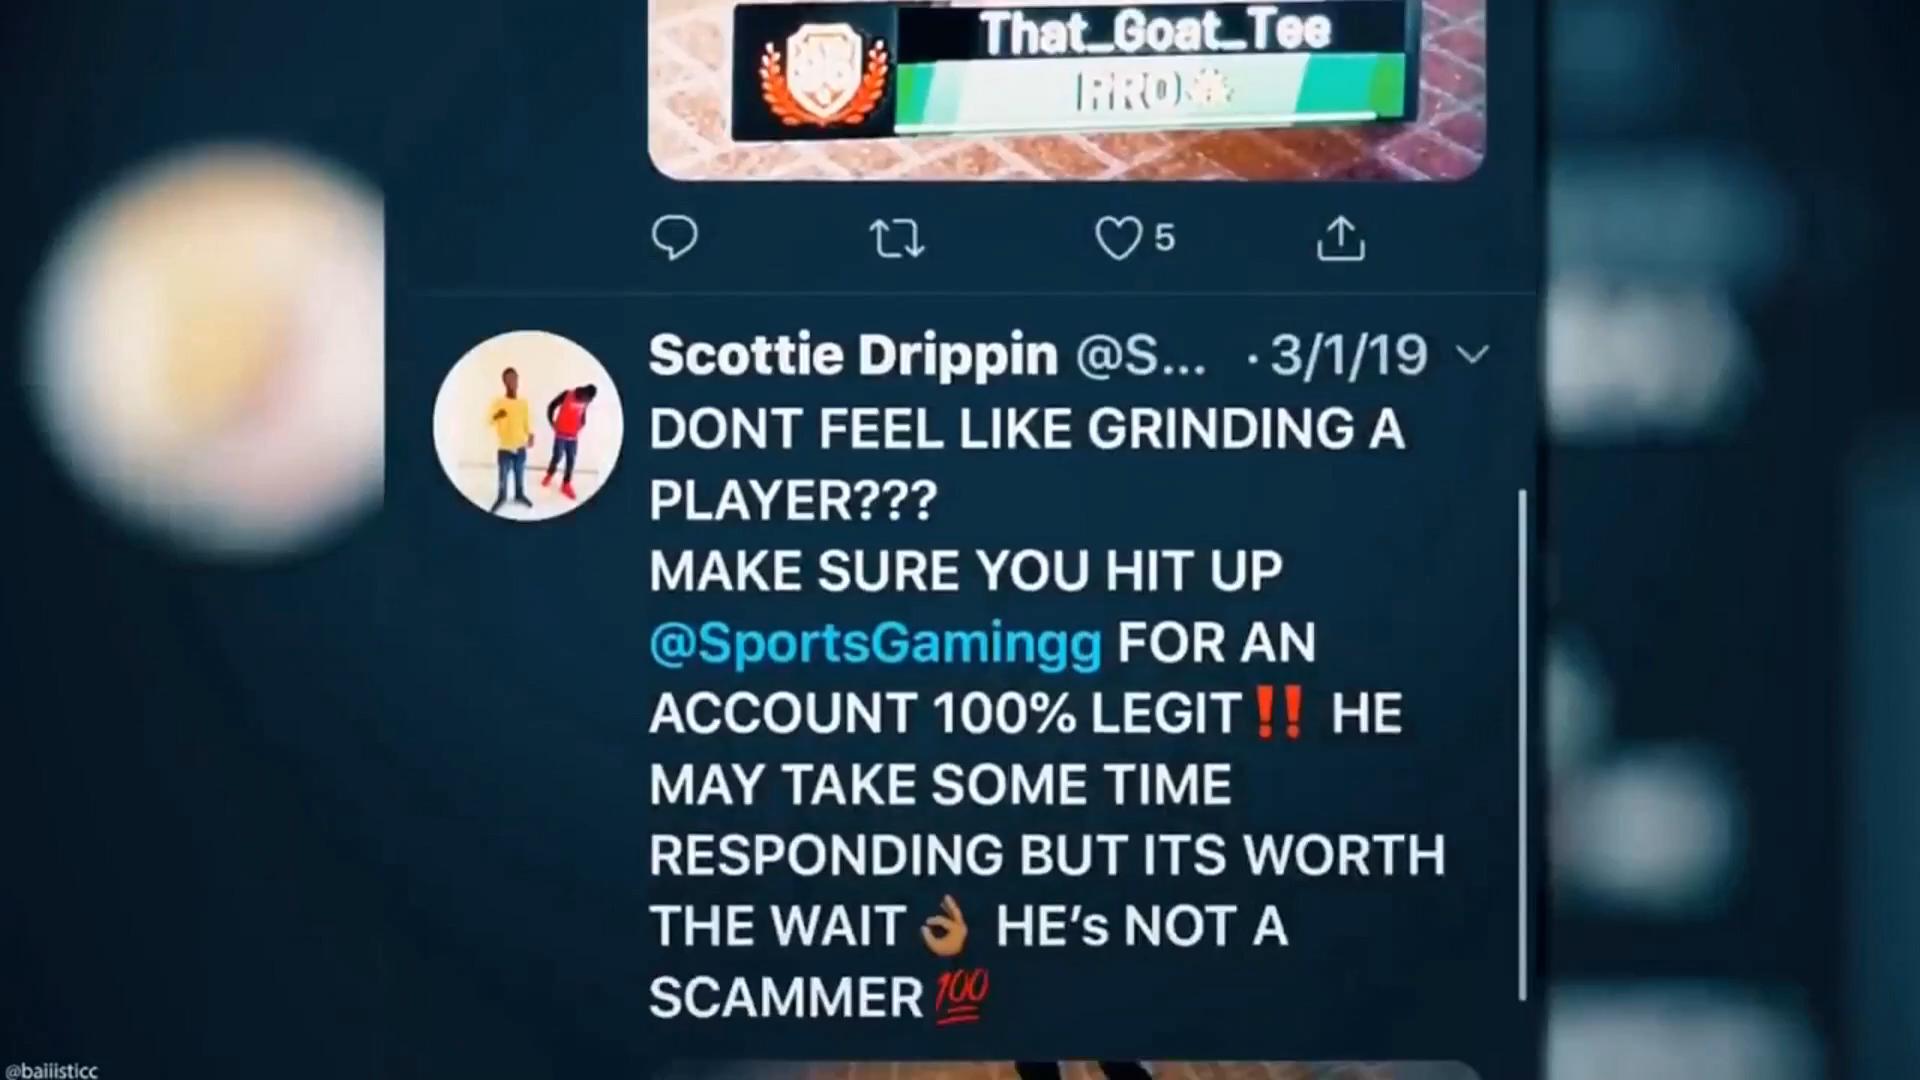 That_Goat_Tee
PRO
5
Scottie Drippin @S... · 3/1/19
DONT FEEL LIKE GRINDING A
PLAYER???
MAKE SURE YOU HIT UP
@SportsGamingg FOR AN
ACCOUNT 100% LEGIT‼️ HE
MAY TAKE SOME TIME
RESPONDING BUT ITS WORTH
THE WAIT👌🏽 HE's NOT A
SCAMMER💯
@baiiisticc